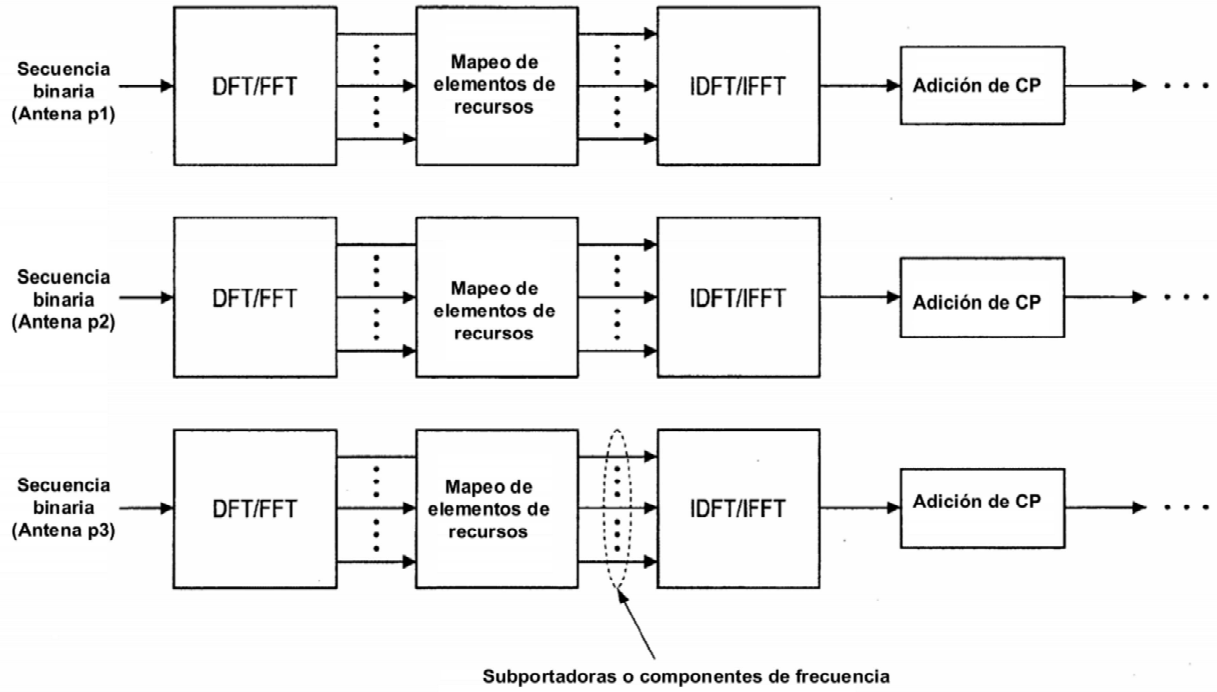 Secuencia
binaria
(Antena p1)
DFT/FFT
Mapeo de
elementos de
recursos
IDFT/IFFT
Adición de CP
Secuencia
binaria
(Antena p2)
DFT/FFT
Mapeo de
elementos de
recursos
IDFT/IFFT
Adición de CP
Secuencia
binaria
(Antena p3)
DFT/FFT
Mapeo de
elementos de
recursos
IDFT/IFFT
Adición de CP
Subportadoras o componentes de frecuencia